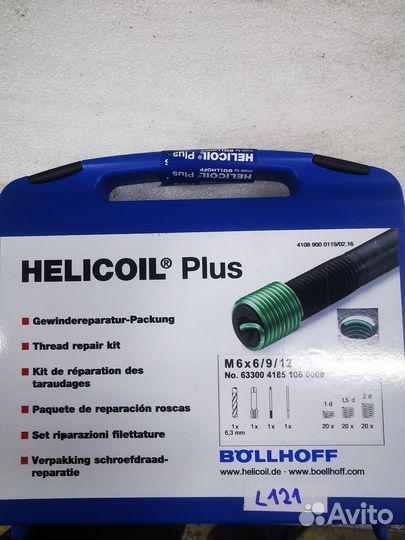 HELICOIL® Plus
made by BÖLLHOFF
4108 900 0119/02.16
HELICOIL® Plus
Gewindereparatur-Packung
Thread repair kit
Kit de réparation des
taraudages
Paquete de reparación roscas
Set riparazioni filettature
Verpakking schroefdraad-
reparatie
M 6 x 6/9/12
No. 63300 4185 106 0000
1 d 1,5 d 2 d
1x 1x 1x 1x 20 x 20 x 20 x
6,3 mm
BÖLLHOFF
www.helicoil.de · www.boellhoff.com
L121
Avito